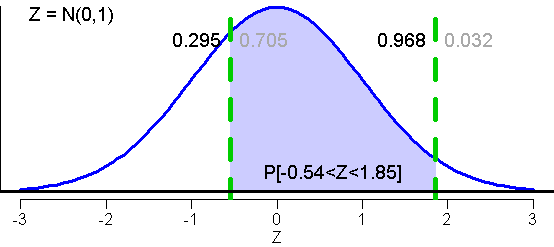 Z = N(0,1)
0.295 0.705 0.968 0.032
P[-0.54<Z<1.85]
-3 -2 -1 0 1 2 3
Z